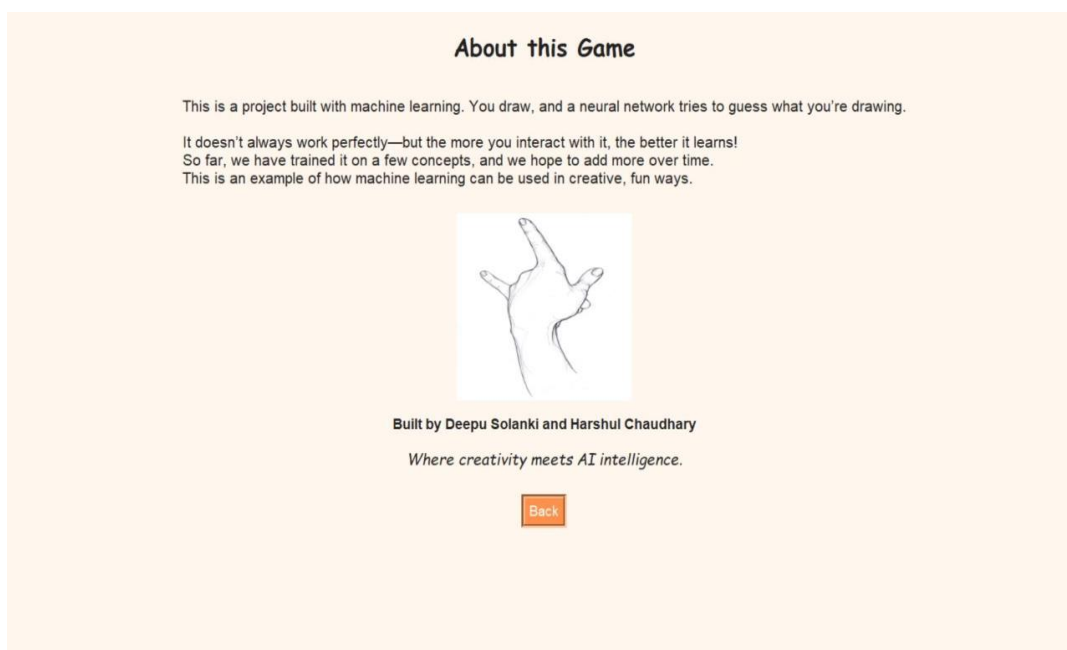 About this Game
This is a project built with machine learning. You draw, and a neural network tries to guess what you're drawing.
It doesn't always work perfectly—but the more you interact with it, the better it learns!
So far, we have trained it on a few concepts, and we hope to add more over time.
This is an example of how machine learning can be used in creative, fun ways.
Built by Deepu Solanki and Harshul Chaudhary
Where creativity meets AI intelligence.
Back